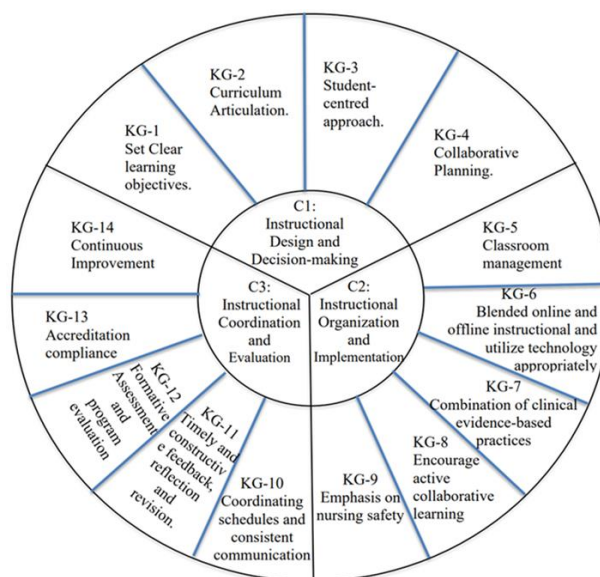 KG-1
Set Clear
learning
objectives.
KG-2
Curriculum
Articulation.
KG-3
Student-
centred
approach.
KG-4
Collaborative
Planning.
KG-5
Classroom
management
KG-6
Blended online and
offline instructional and
utilize technology
appropriately
KG-7
Combination of clinical
evidence-based
practices
KG-8
Encourage
active
collaborative
learning
KG-9
Emphasis on
nursing safety
KG-10
Coordinating
schedules and
consistent
communication
KG-11
Timely and
constructiv
e feedback,
reflection
and
revision.
KG-12
Formative
Assessment
and
program
evaluation
KG-13
Accreditation
compliance
KG-14
Continuous
Improvement
C1:
Instructional
Design and
Decision-making
C2:
Instructional
Organization
and
Implementation
C3:
Instructional
Coordination
and
Evaluation